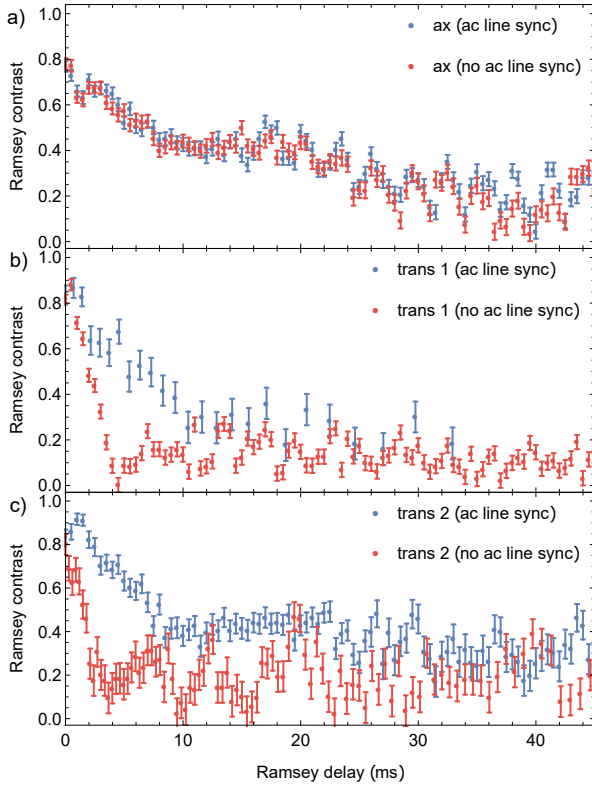 a)
Ramsey contrast
1.0
0.8
0.6
0.4
0.2
0.0
ax (ac line sync)
ax (no ac line sync)
b)
Ramsey contrast
1.0
0.8
0.6
0.4
0.2
0.0
trans 1 (ac line sync)
trans 1 (no ac line sync)
c)
Ramsey contrast
1.0
0.8
0.6
0.4
0.2
0.0
trans 2 (ac line sync)
trans 2 (no ac line sync)
0 10 20 30 40
Ramsey delay (ms)